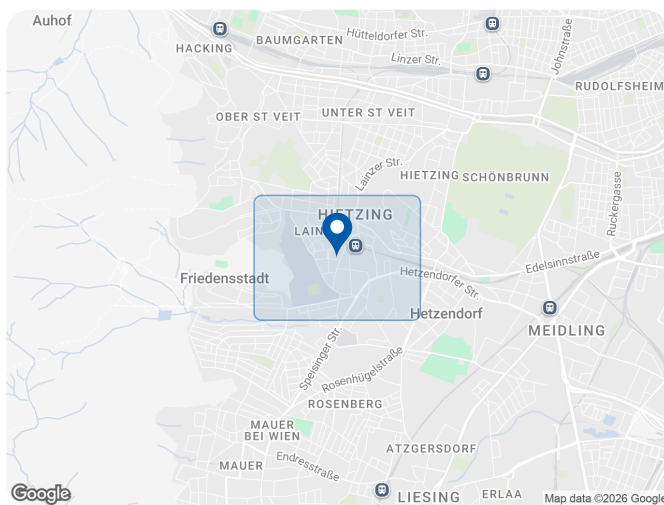 Auhof
HACKING
BAUMGARTEN
Hütteldorfer Str.
Linzer Str.
Johnstraße
RUDOLFSHEIM
OBER ST VEIT
UNTER ST VEIT
Lainzer Str.
HIETZING
SCHÖNBRUNN
Ruckergasse
HIETZING
LAIN
Edelsinnstraße
Friedensstadt
Hetzendorfer Str.
Hetzendorf
MEIDLING
Speisinger Str.
Rosenhügelstraße
ROSENBERG
MAUER
BEI WIEN
ATZGERSDORF
MAUER
Endresstraße
LIESING
ERLAA
Google
Map data ©2026 Google